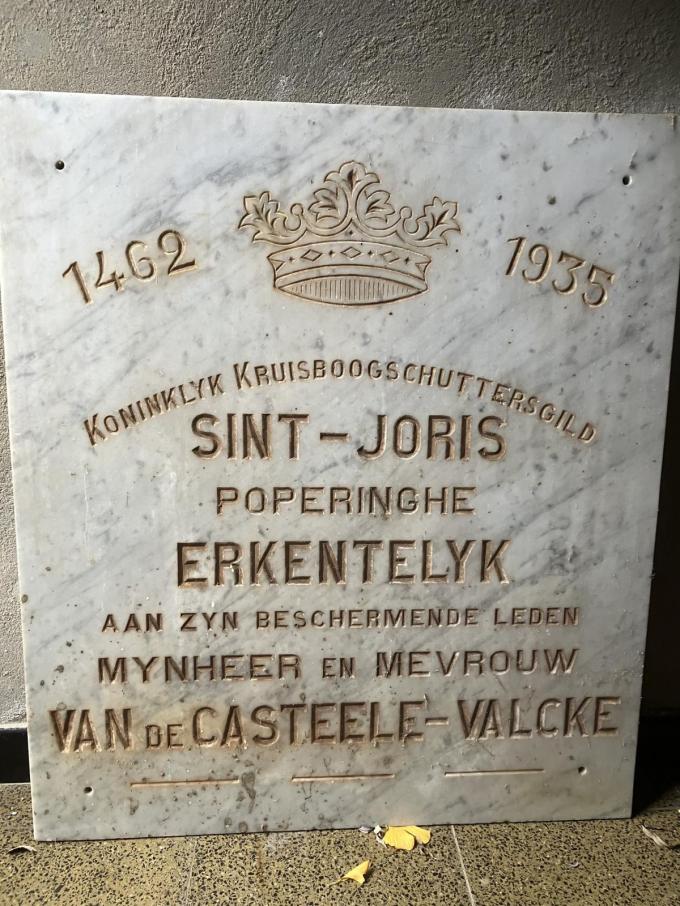 1462 1935
KONINKLYK KRUISBOOGSCHUTTERSGILD
SINT-JORIS
POPERINGHE
ERKENTELYK
AAN ZYN BESCHERMENDE LEDEN
MYNHEER EN MEVROUW
VAN DE CASTEELE-VALCKE